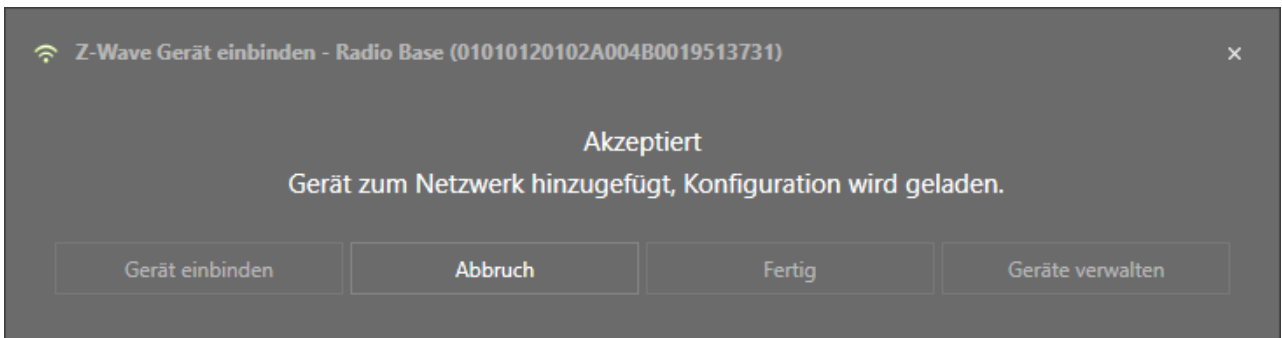 Z-Wave Gerät einbinden - Radio Base (01010120102A004B0019513731)
Akzeptiert
Gerät zum Netzwerk hinzugefügt, Konfiguration wird geladen.
Gerät einbinden Abbruch Fertig Geräte verwalten